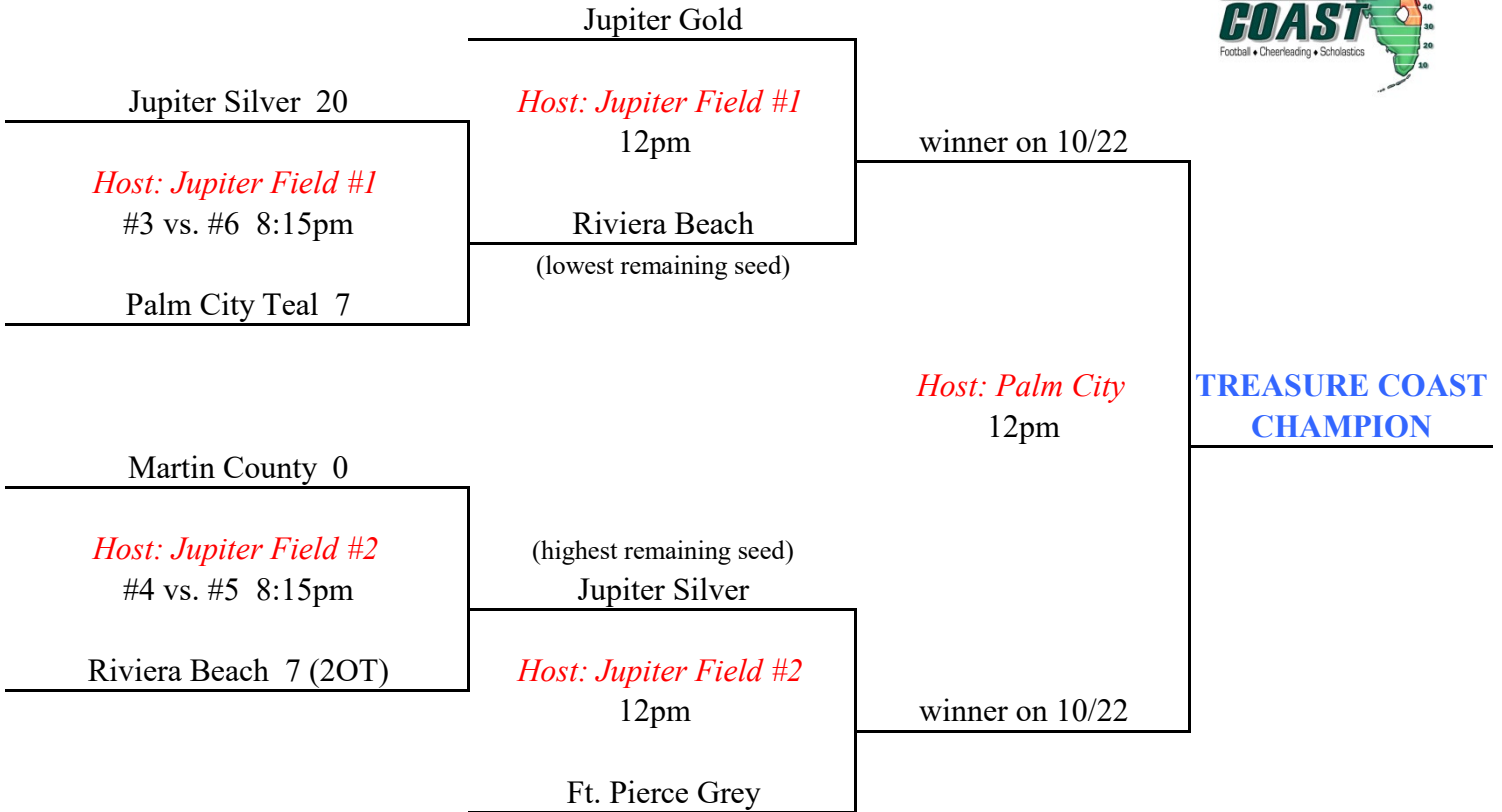 Jupiter Gold
COAST
Football ♦ Cheerleading ♦ Scholastics
40
30
20
10
Jupiter Silver 20
Host: Jupiter Field #1
12pm
winner on 10/22
Host: Jupiter Field #1
#3 vs. #6 8:15pm
Riviera Beach
(lowest remaining seed)
Palm City Teal 7
Host: Palm City
12pm
TREASURE COAST
CHAMPION
Martin County 0
Host: Jupiter Field #2
#4 vs. #5 8:15pm
(highest remaining seed)
Jupiter Silver
Riviera Beach 7 (2OT)
Host: Jupiter Field #2
12pm
winner on 10/22
Ft. Pierce Grey